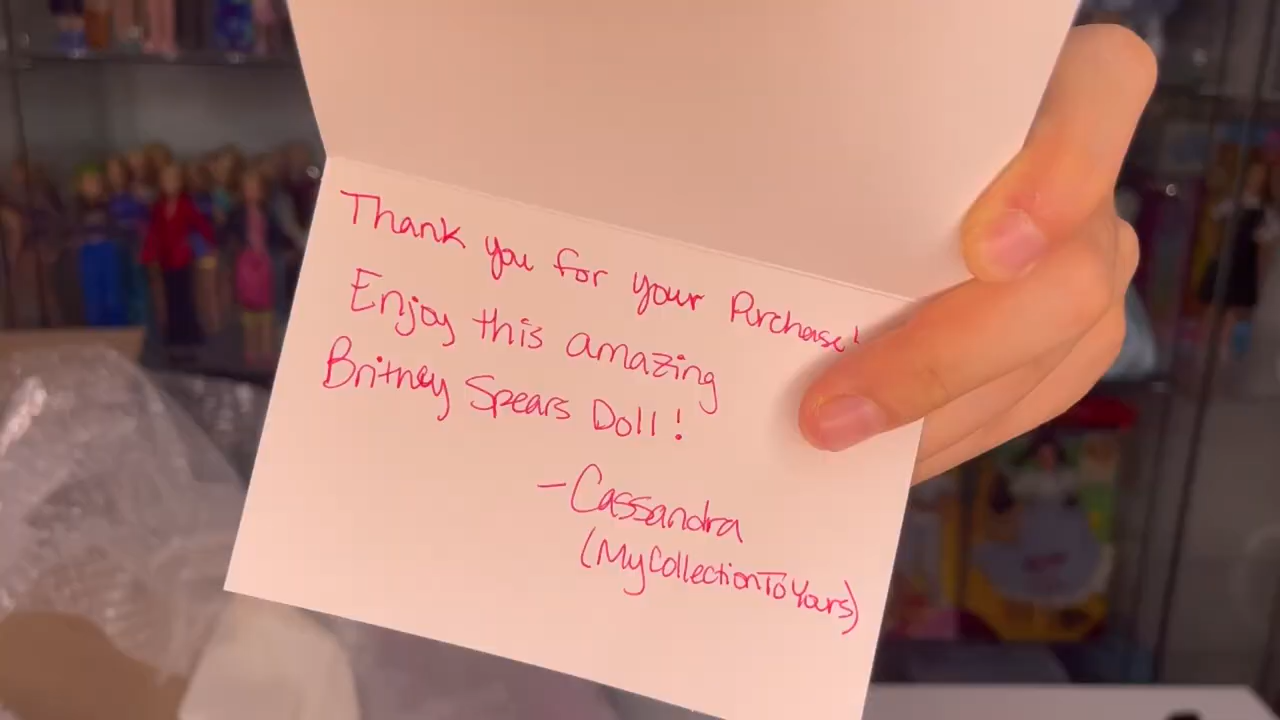 Thank you for your Purchase!
Enjoy this amazing
Britney Spears Doll!
- Cassandra
(MyCollectionToYours)